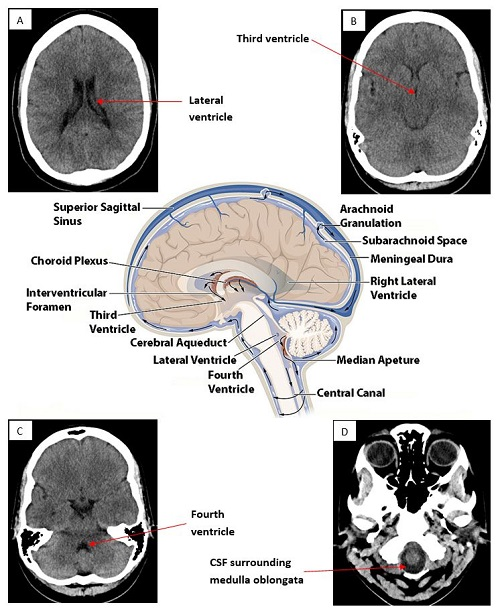 A
B
Third ventricle
Lateral
ventricle
Superior Sagittal
Sinus
Arachnoid
Granulation
Subarachnoid Space
Choroid Plexus
Meningeal Dura
Interventricular
Foramen
Right Lateral
Ventricle
Third
Ventricle
Cerebral Aqueduct
Lateral Ventricle
Median Apeture
Fourth
Ventricle
Central Canal
C
D
Fourth
ventricle
CSF surrounding
medulla oblongata